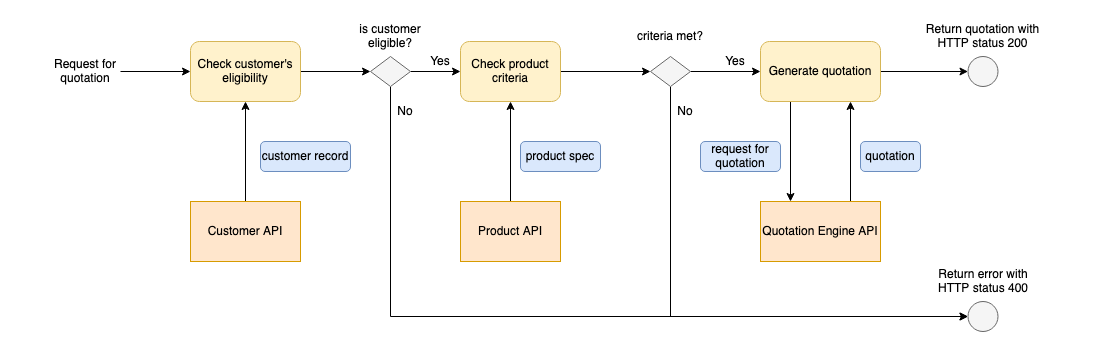 Request for
quotation
Check customer's
eligibility
is customer
eligible?
Yes
No
Check product
criteria
criteria met?
Yes
No
Generate quotation
Return quotation with
HTTP status 200
customer record
product spec
request for
quotation
quotation
Customer API
Product API
Quotation Engine API
Return error with
HTTP status 400